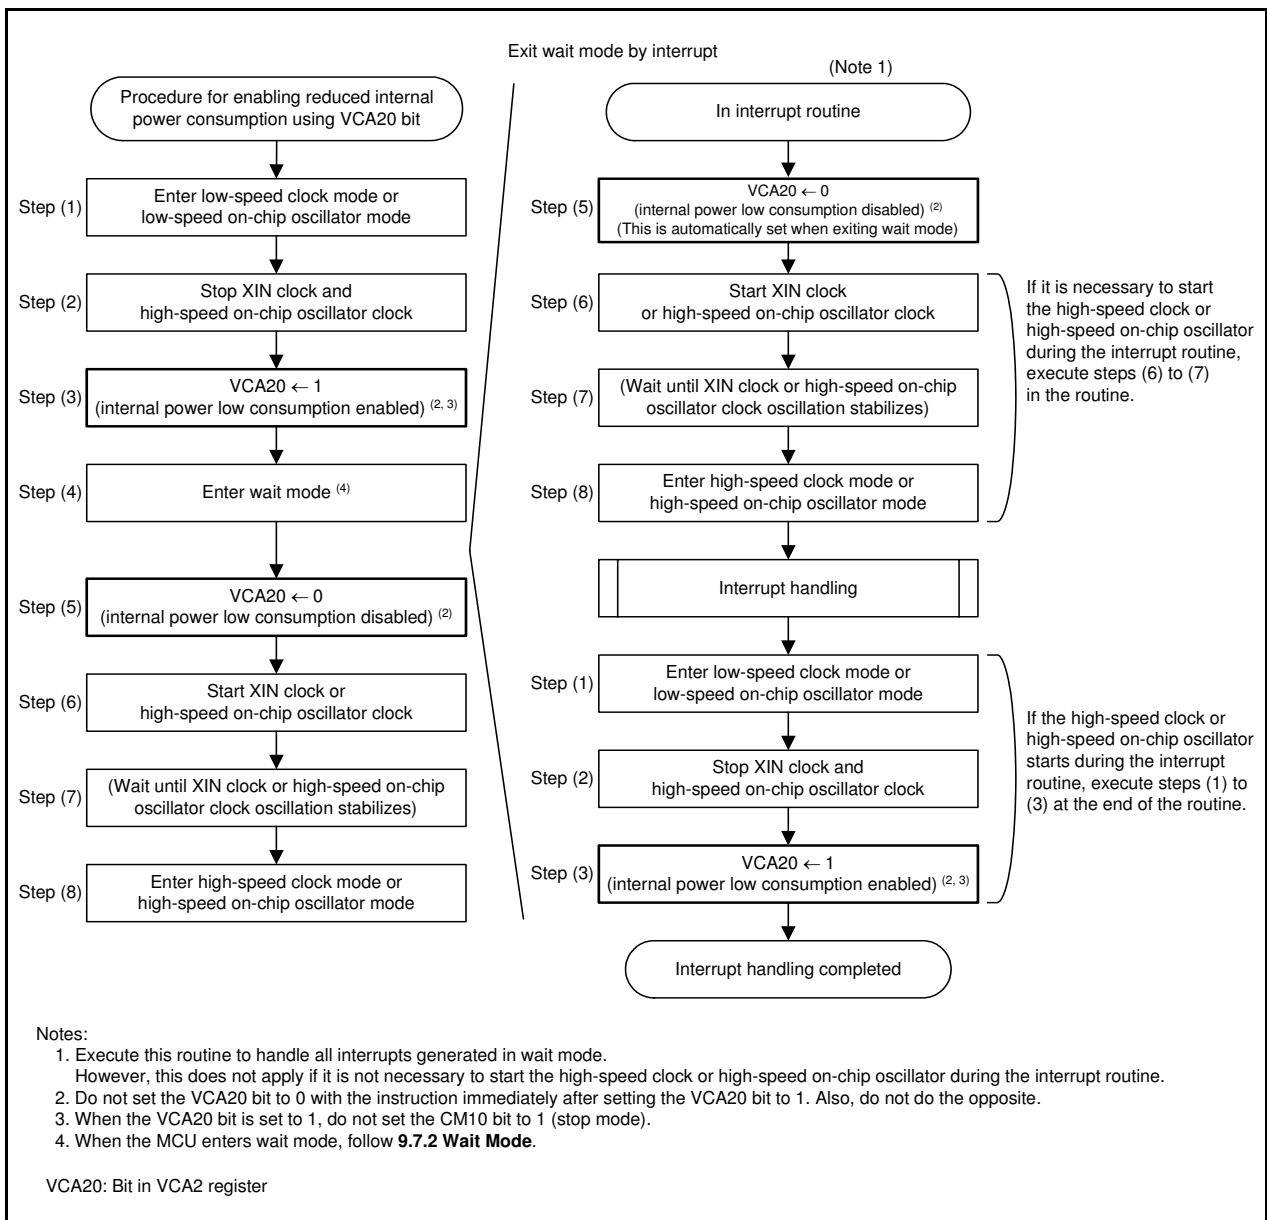 Procedure for enabling reduced internal
power consumption using VCA20 bit
Step (1)
Enter low-speed clock mode or
low-speed on-chip oscillator mode
Step (2)
Stop XIN clock and
high-speed on-chip oscillator clock
Step (3)
VCA20 ← 1
(internal power low consumption enabled) (2, 3)
Step (4)
Enter wait mode (4)
Step (5)
VCA20 ← 0
(internal power low consumption disabled) (2)
Step (6)
Start XIN clock or
high-speed on-chip oscillator clock
Step (7)
(Wait until XIN clock or high-speed on-chip
oscillator clock oscillation stabilizes)
Step (8)
Enter high-speed clock mode or
high-speed on-chip oscillator mode
Exit wait mode by interrupt
(Note 1)
In interrupt routine
Step (5)
VCA20 ← 0
(internal power low consumption disabled) (2)
(This is automatically set when exiting wait mode)
Step (6)
Start XIN clock
or high-speed on-chip oscillator clock
Step (7)
(Wait until XIN clock or high-speed on-chip
oscillator clock oscillation stabilizes)
Step (8)
Enter high-speed clock mode or
high-speed on-chip oscillator mode
If it is necessary to start
the high-speed clock or
high-speed on-chip oscillator
during the interrupt routine,
execute steps (6) to (7)
in the routine.
Interrupt handling
Step (1)
Enter low-speed clock mode or
low-speed on-chip oscillator mode
Step (2)
Stop XIN clock and
high-speed on-chip oscillator clock
Step (3)
VCA20 ← 1
(internal power low consumption enabled) (2, 3)
If the high-speed clock or
high-speed on-chip oscillator
starts during the interrupt
routine, execute steps (1) to
(3) at the end of the routine.
Interrupt handling completed
Notes:
1. Execute this routine to handle all interrupts generated in wait mode.
However, this does not apply if it is not necessary to start the high-speed clock or high-speed on-chip oscillator during the interrupt routine.
2. Do not set the VCA20 bit to 0 with the instruction immediately after setting the VCA20 bit to 1. Also, do not do the opposite.
3. When the VCA20 bit is set to 1, do not set the CM10 bit to 1 (stop mode).
4. When the MCU enters wait mode, follow 9.7.2 Wait Mode.
VCA20: Bit in VCA2 register